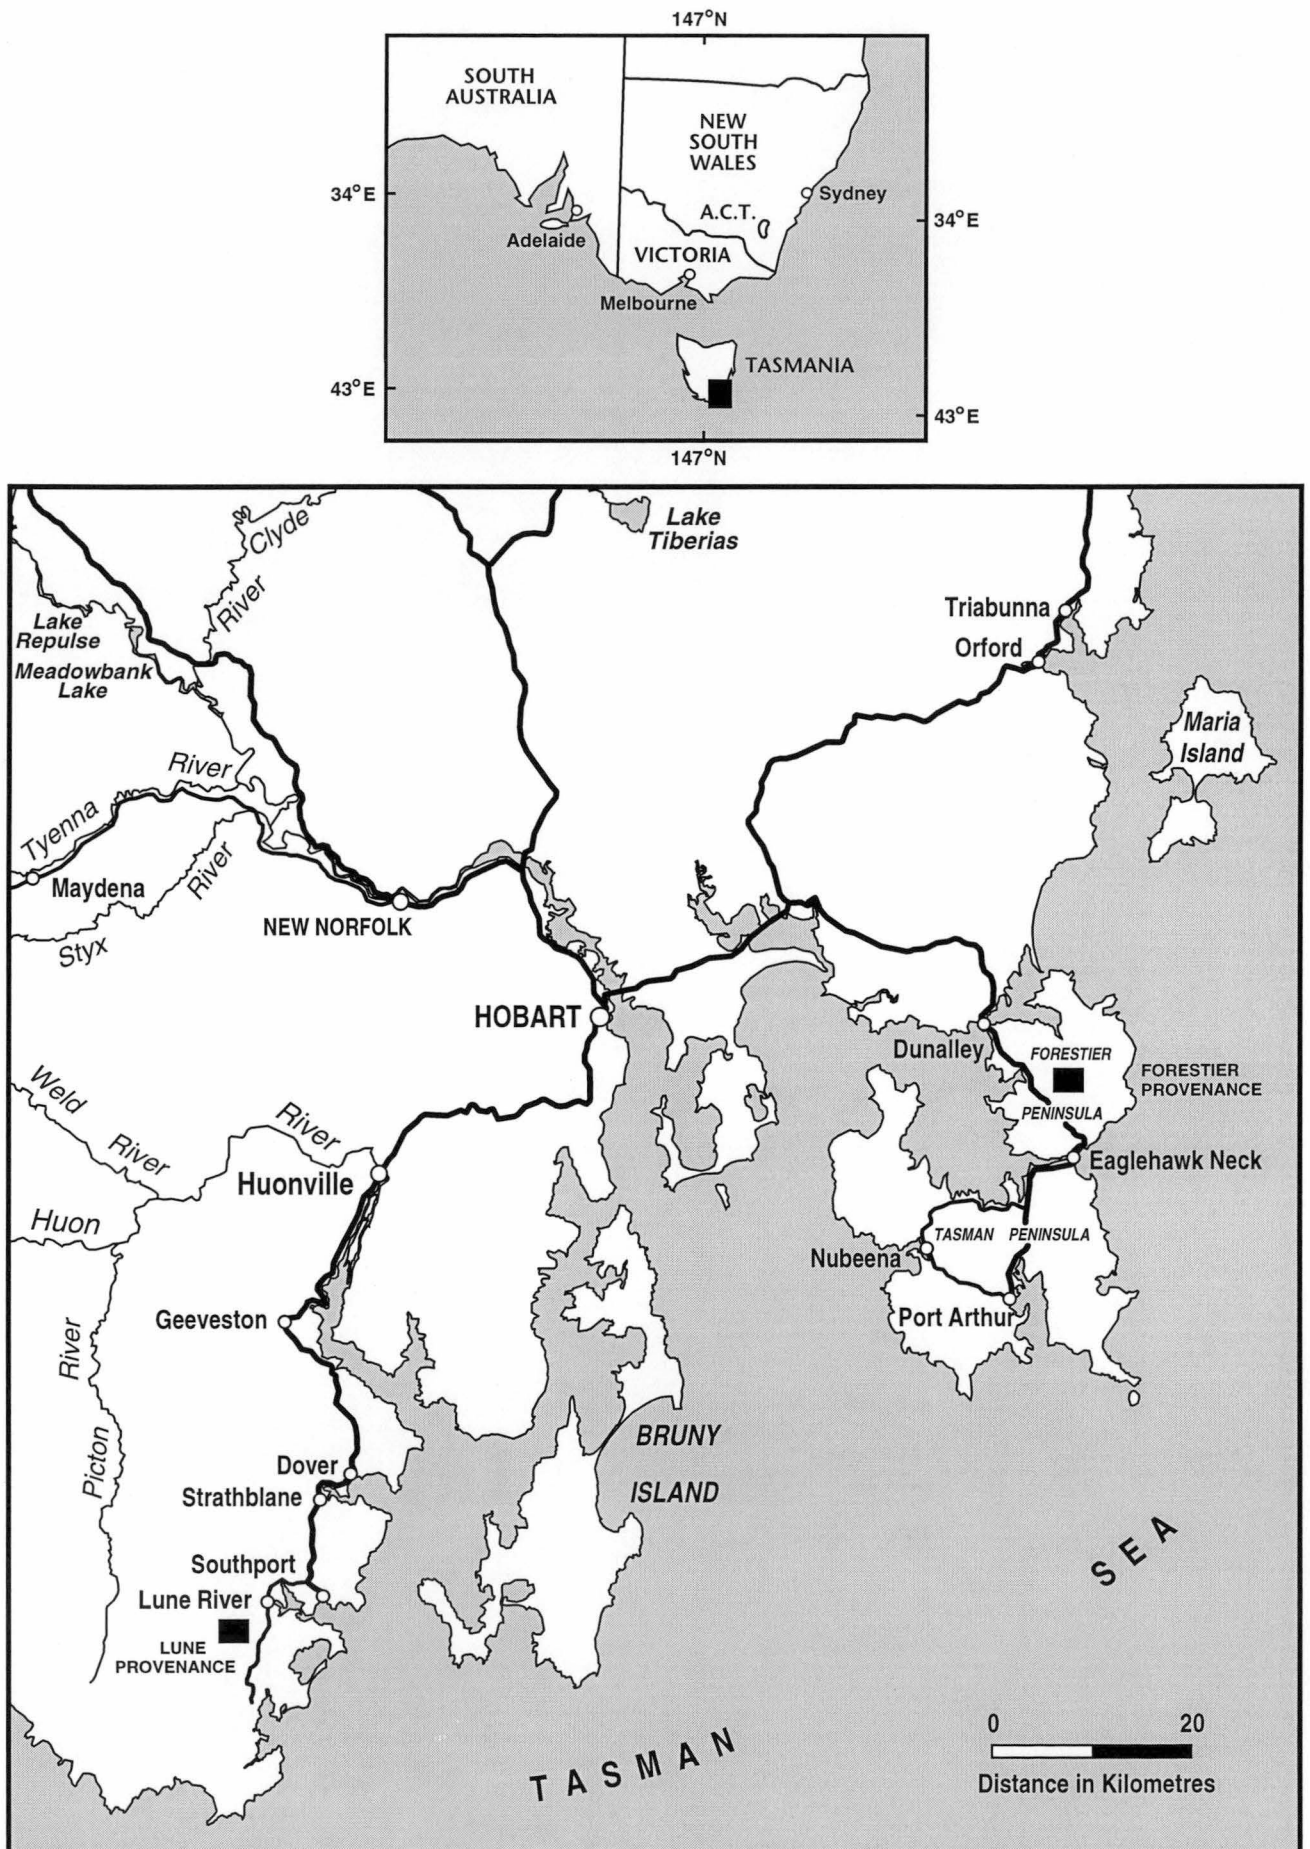 147°N
SOUTH
AUSTRALIA
NEW
SOUTH
WALES
34°E
Sydney
A.C.T.
34°E
Adelaide
VICTORIA
Melbourne
TASMANIA
43°E
43°E
147°N
Clyde
River
Lake
Tiberias
Lake
Repulse
Meadowbank
Lake
Triabunna
Orford
Maria
Island
River
Tyenna
River
Maydena
Styx
NEW NORFOLK
HOBART
Dunalley
FORESTIER
PENINSULA
FORESTIER
PROVENANCE
Weld
River
River
Huonville
Eaglehawk Neck
Huon
TASMAN PENINSULA
Nubeena
Port Arthur
Geeveston
River
Picton
BRUNY
ISLAND
Dover
Strathblane
Southport
Lune River
LUNE
PROVENANCE
TASMAN
SEA
0 20
Distance in Kilometres